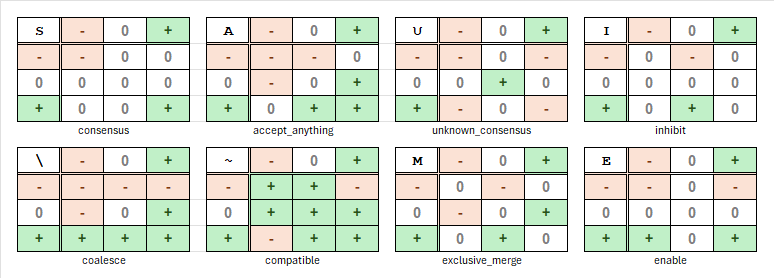 S - 0 +
- - 0 0
0 0 0 0
+ 0 0 +
consensus
A - 0 +
- - - 0
0 - 0 +
+ 0 + +
accept_anything
U - 0 +
- - 0 -
0 0 + 0
+ - 0 -
unknown_consensus
I - 0 +
- 0 - 0
0 0 0 0
+ 0 + 0
inhibit
\ - 0 +
- - - -
0 - 0 +
+ + + +
coalesce
~ - 0 +
- + + -
0 + + +
+ - + +
compatible
M - 0 +
- 0 - 0
0 - 0 +
+ 0 + 0
exclusive_merge
E - 0 +
- - 0 -
0 0 0 0
+ + 0 +
enable